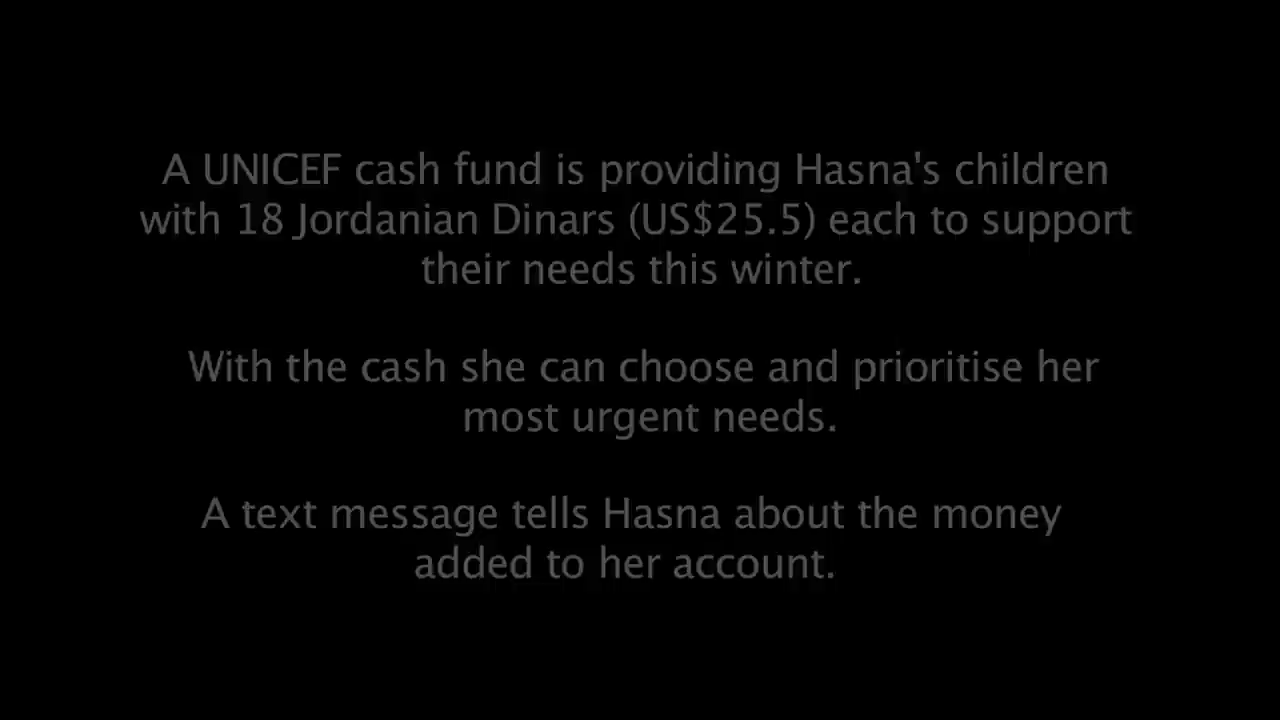 A UNICEF cash fund is providing Hasna's children
with 18 Jordanian Dinars (US$25.5) each to support
their needs this winter.
With the cash she can choose and prioritise her
most urgent needs.
A text message tells Hasna about the money
added to her account.